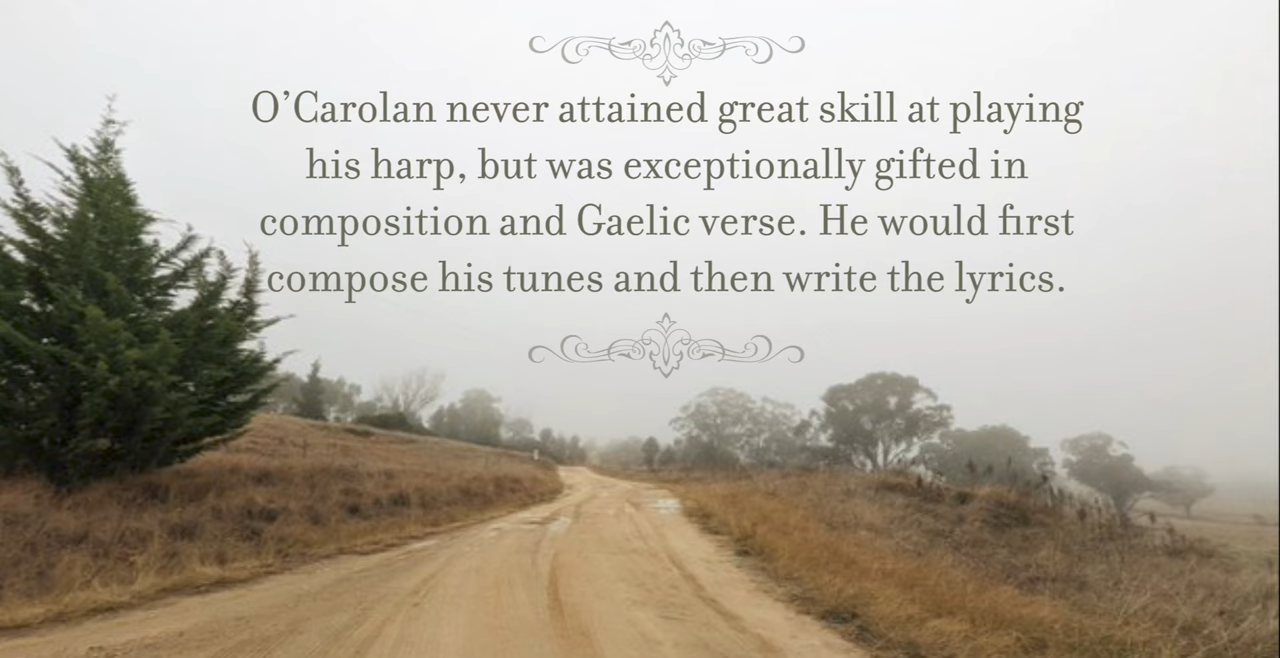 O’Carolan never attained great skill at playing
his harp, but was exceptionally gifted in
composition and Gaelic verse. He would first
compose his tunes and then write the lyrics.